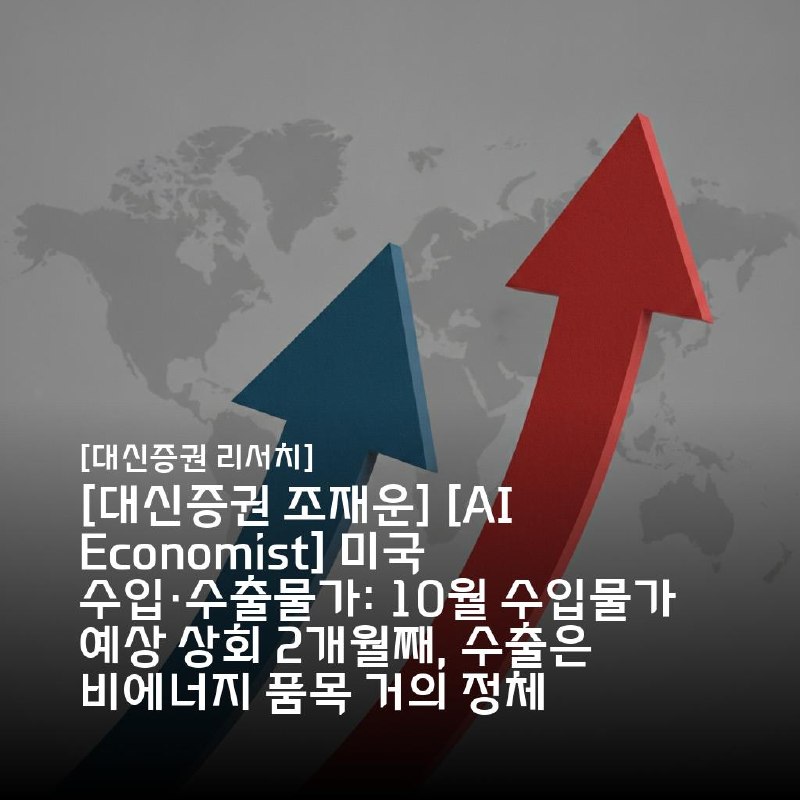 [대신증권 리서치]
[대신증권 조재운] [AI
Economist] 미국
수입·수출물가: 10월 수입물가
예상 상회 2개월째, 수출은
비에너지 품목 거의 정체